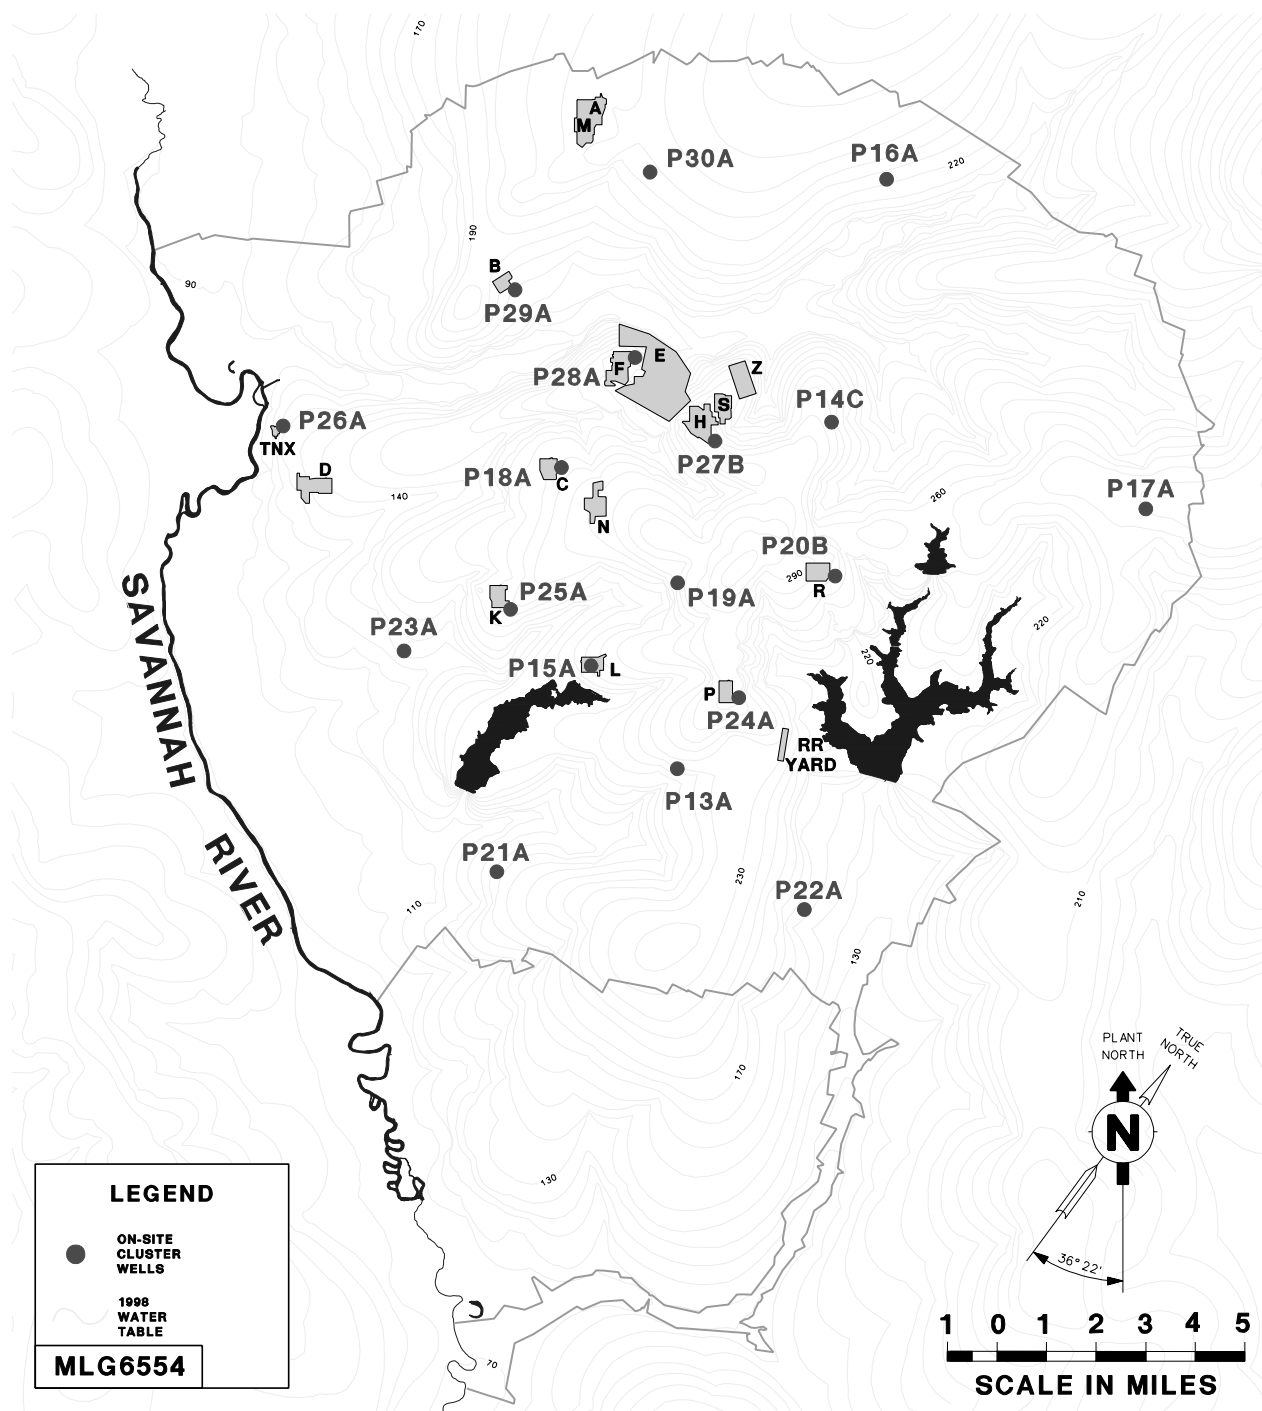 170
A
M
P30A
P16A
220
190
B
90
P29A
E
F
Z
P28A
S
P14C
H
P26A
TNX
P27B
D
P18A
C
140
N
260
P17A
P20B
290
R
P25A
K
P19A
P23A
220
220
P15A
L
P
P24A
RR
YARD
SAVANNAH
RIVER
P13A
P21A
230
P22A
110
210
130
170
130
70
PLANT
NORTH
TRUE
NORTH
N
36° 22'
LEGEND
ON-SITE
CLUSTER
WELLS
1998
WATER
TABLE
MLG6554
1 0 1 2 3 4 5
SCALE IN MILES